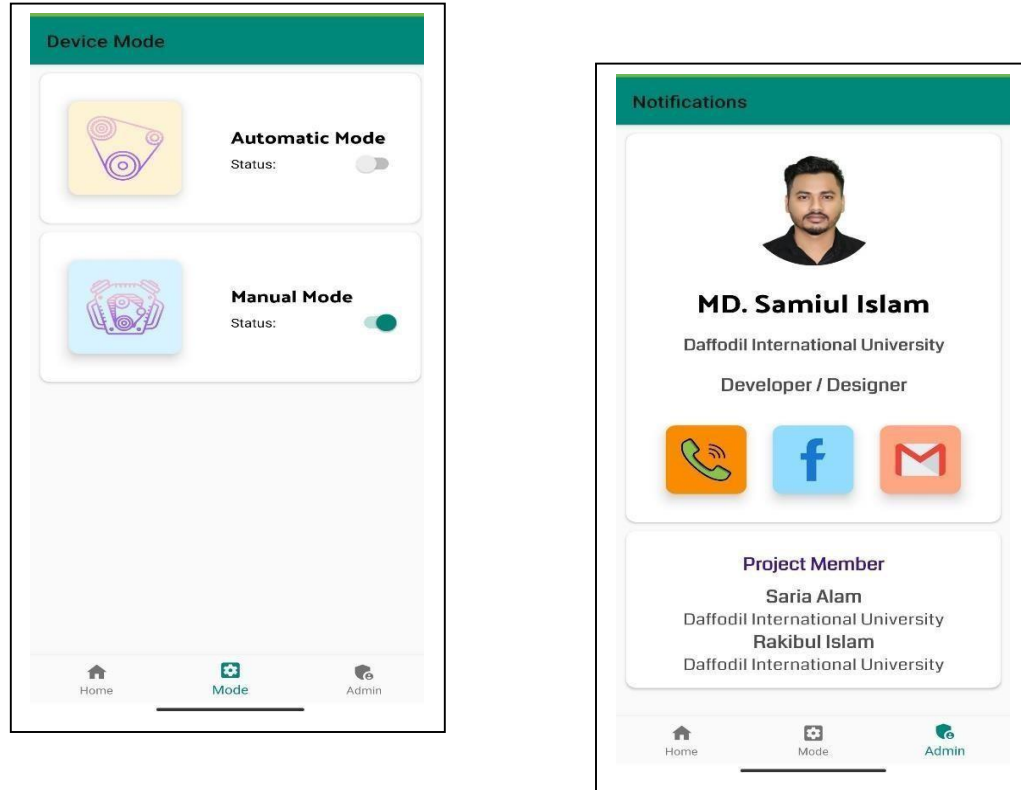 Device Mode
Automatic Mode
Status:
Manual Mode
Status:
Home
Mode
Admin
Notifications
MD. Samiul Islam
Daffodil International University
Developer / Designer
Project Member
Saria Alam
Daffodil International University
Rakibul Islam
Daffodil International University
Home
Mode
Admin